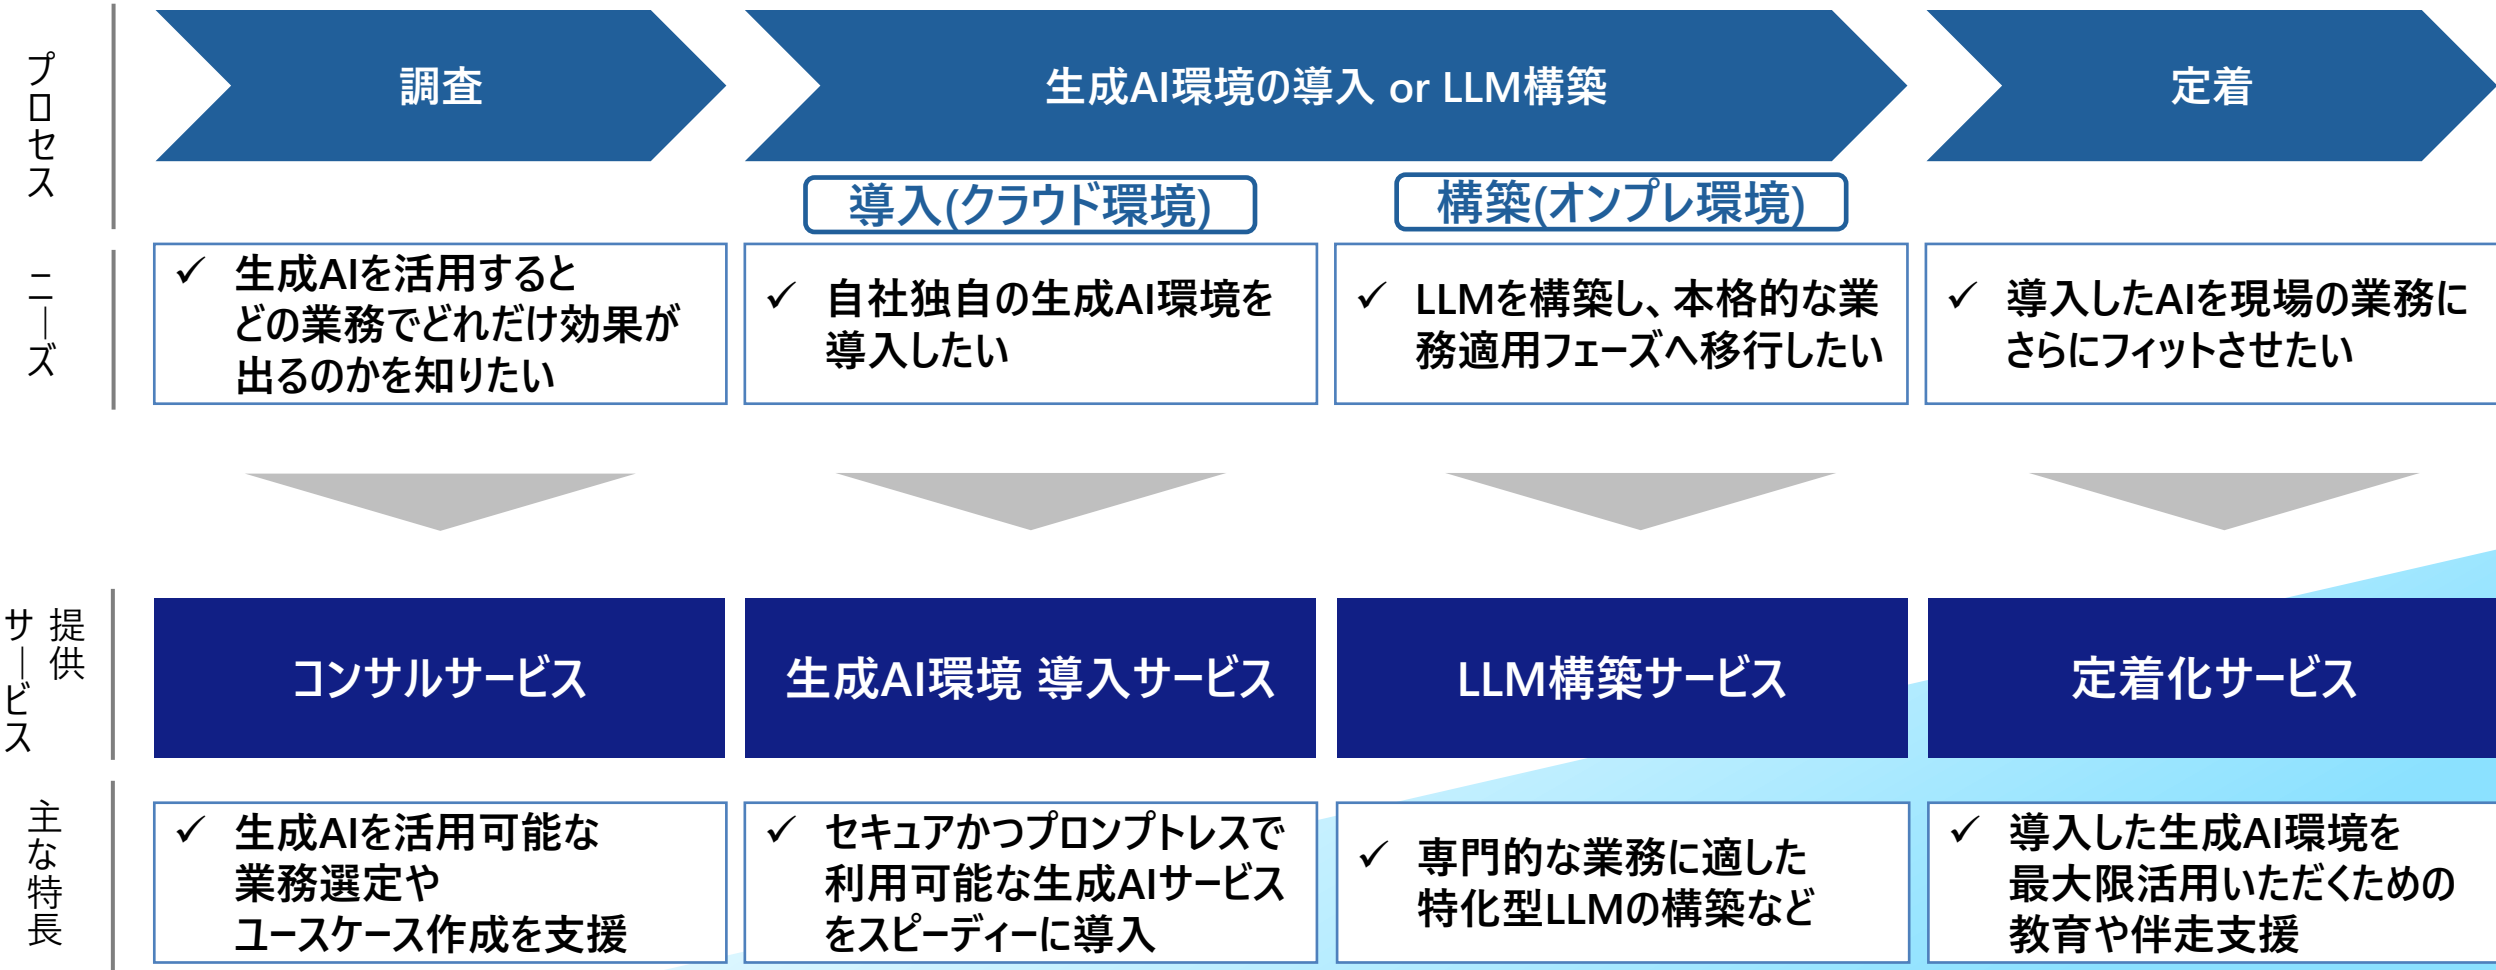 プロセス
調査
生成AI環境の導入 or LLM構築
定着
導入(クラウド環境)
構築(オンプレ環境)
ニーズ
✓ 生成AIを活用すると
どの業務でどれだけ効果が
出るのかを知りたい
✓ 自社独自の生成AI環境を
導入したい
✓ LLMを構築し、本格的な業
務適用フェーズへ移行したい
✓ 導入したAIを現場の業務に
さらにフィットさせたい
提供
サービス
コンサルサービス
生成AI環境 導入サービス
LLM構築サービス
定着化サービス
主な特長
✓ 生成AIを活用可能な
業務選定や
ユースケース作成を支援
✓ セキュアかつプロンプトレスで
利用可能な生成AIサービス
をスピーディーに導入
✓ 専門的な業務に適した
特化型LLMの構築など
✓ 導入した生成AI環境を
最大限活用いただくための
教育や伴走支援